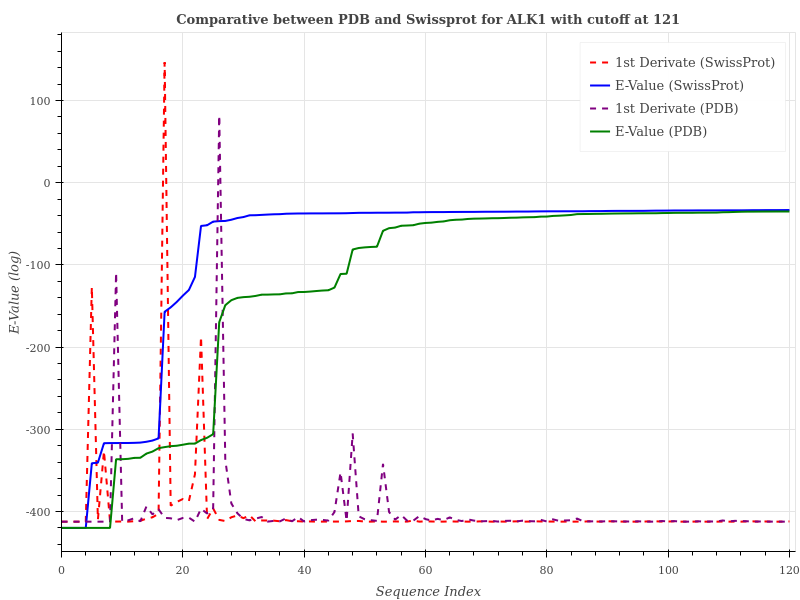 Comparative between PDB and Swissprot for ALK1 with cutoff at 121
1st Derivate (SwissProt)
E-Value (SwissProt)
1st Derivate (PDB)
E-Value (PDB)
E-Value (log)
100
0
-100
-200
-300
-400
0 20 40 60 80 100 120
Sequence Index